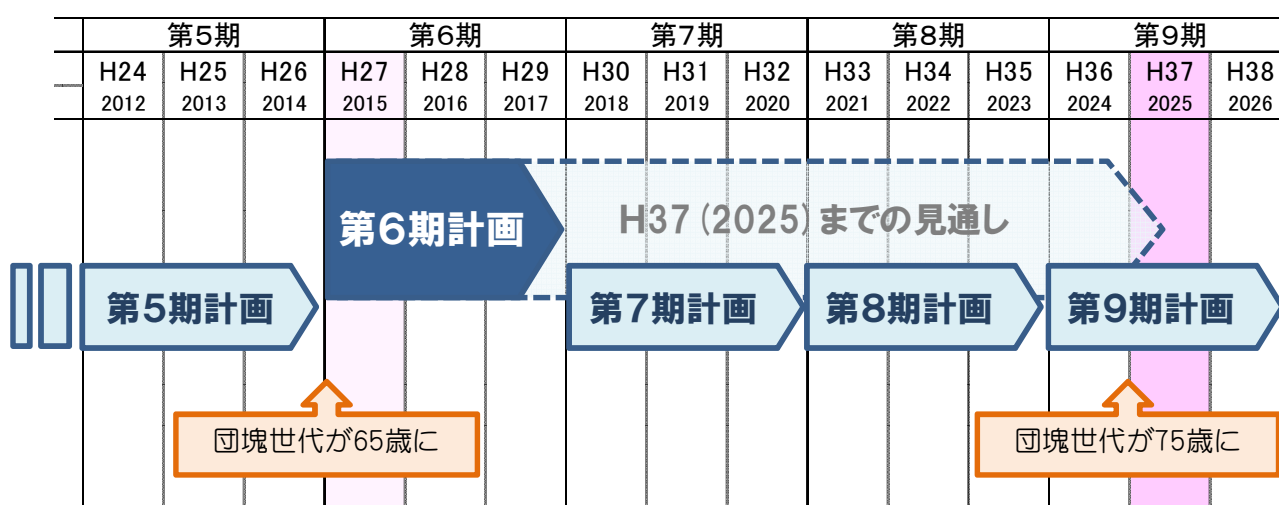 第5期 第6期 第7期 第8期 第9期
H24 H25 H26 H27 H28 H29 H30 H31 H32 H33 H34 H35 H36 H37 H38
2012 2013 2014 2015 2016 2017 2018 2019 2020 2021 2022 2023 2024 2025 2026
第6期計画 H37(2025)までの見通し
第5期計画 第7期計画 第8期計画 第9期計画
団塊世代が65歳に 団塊世代が75歳に